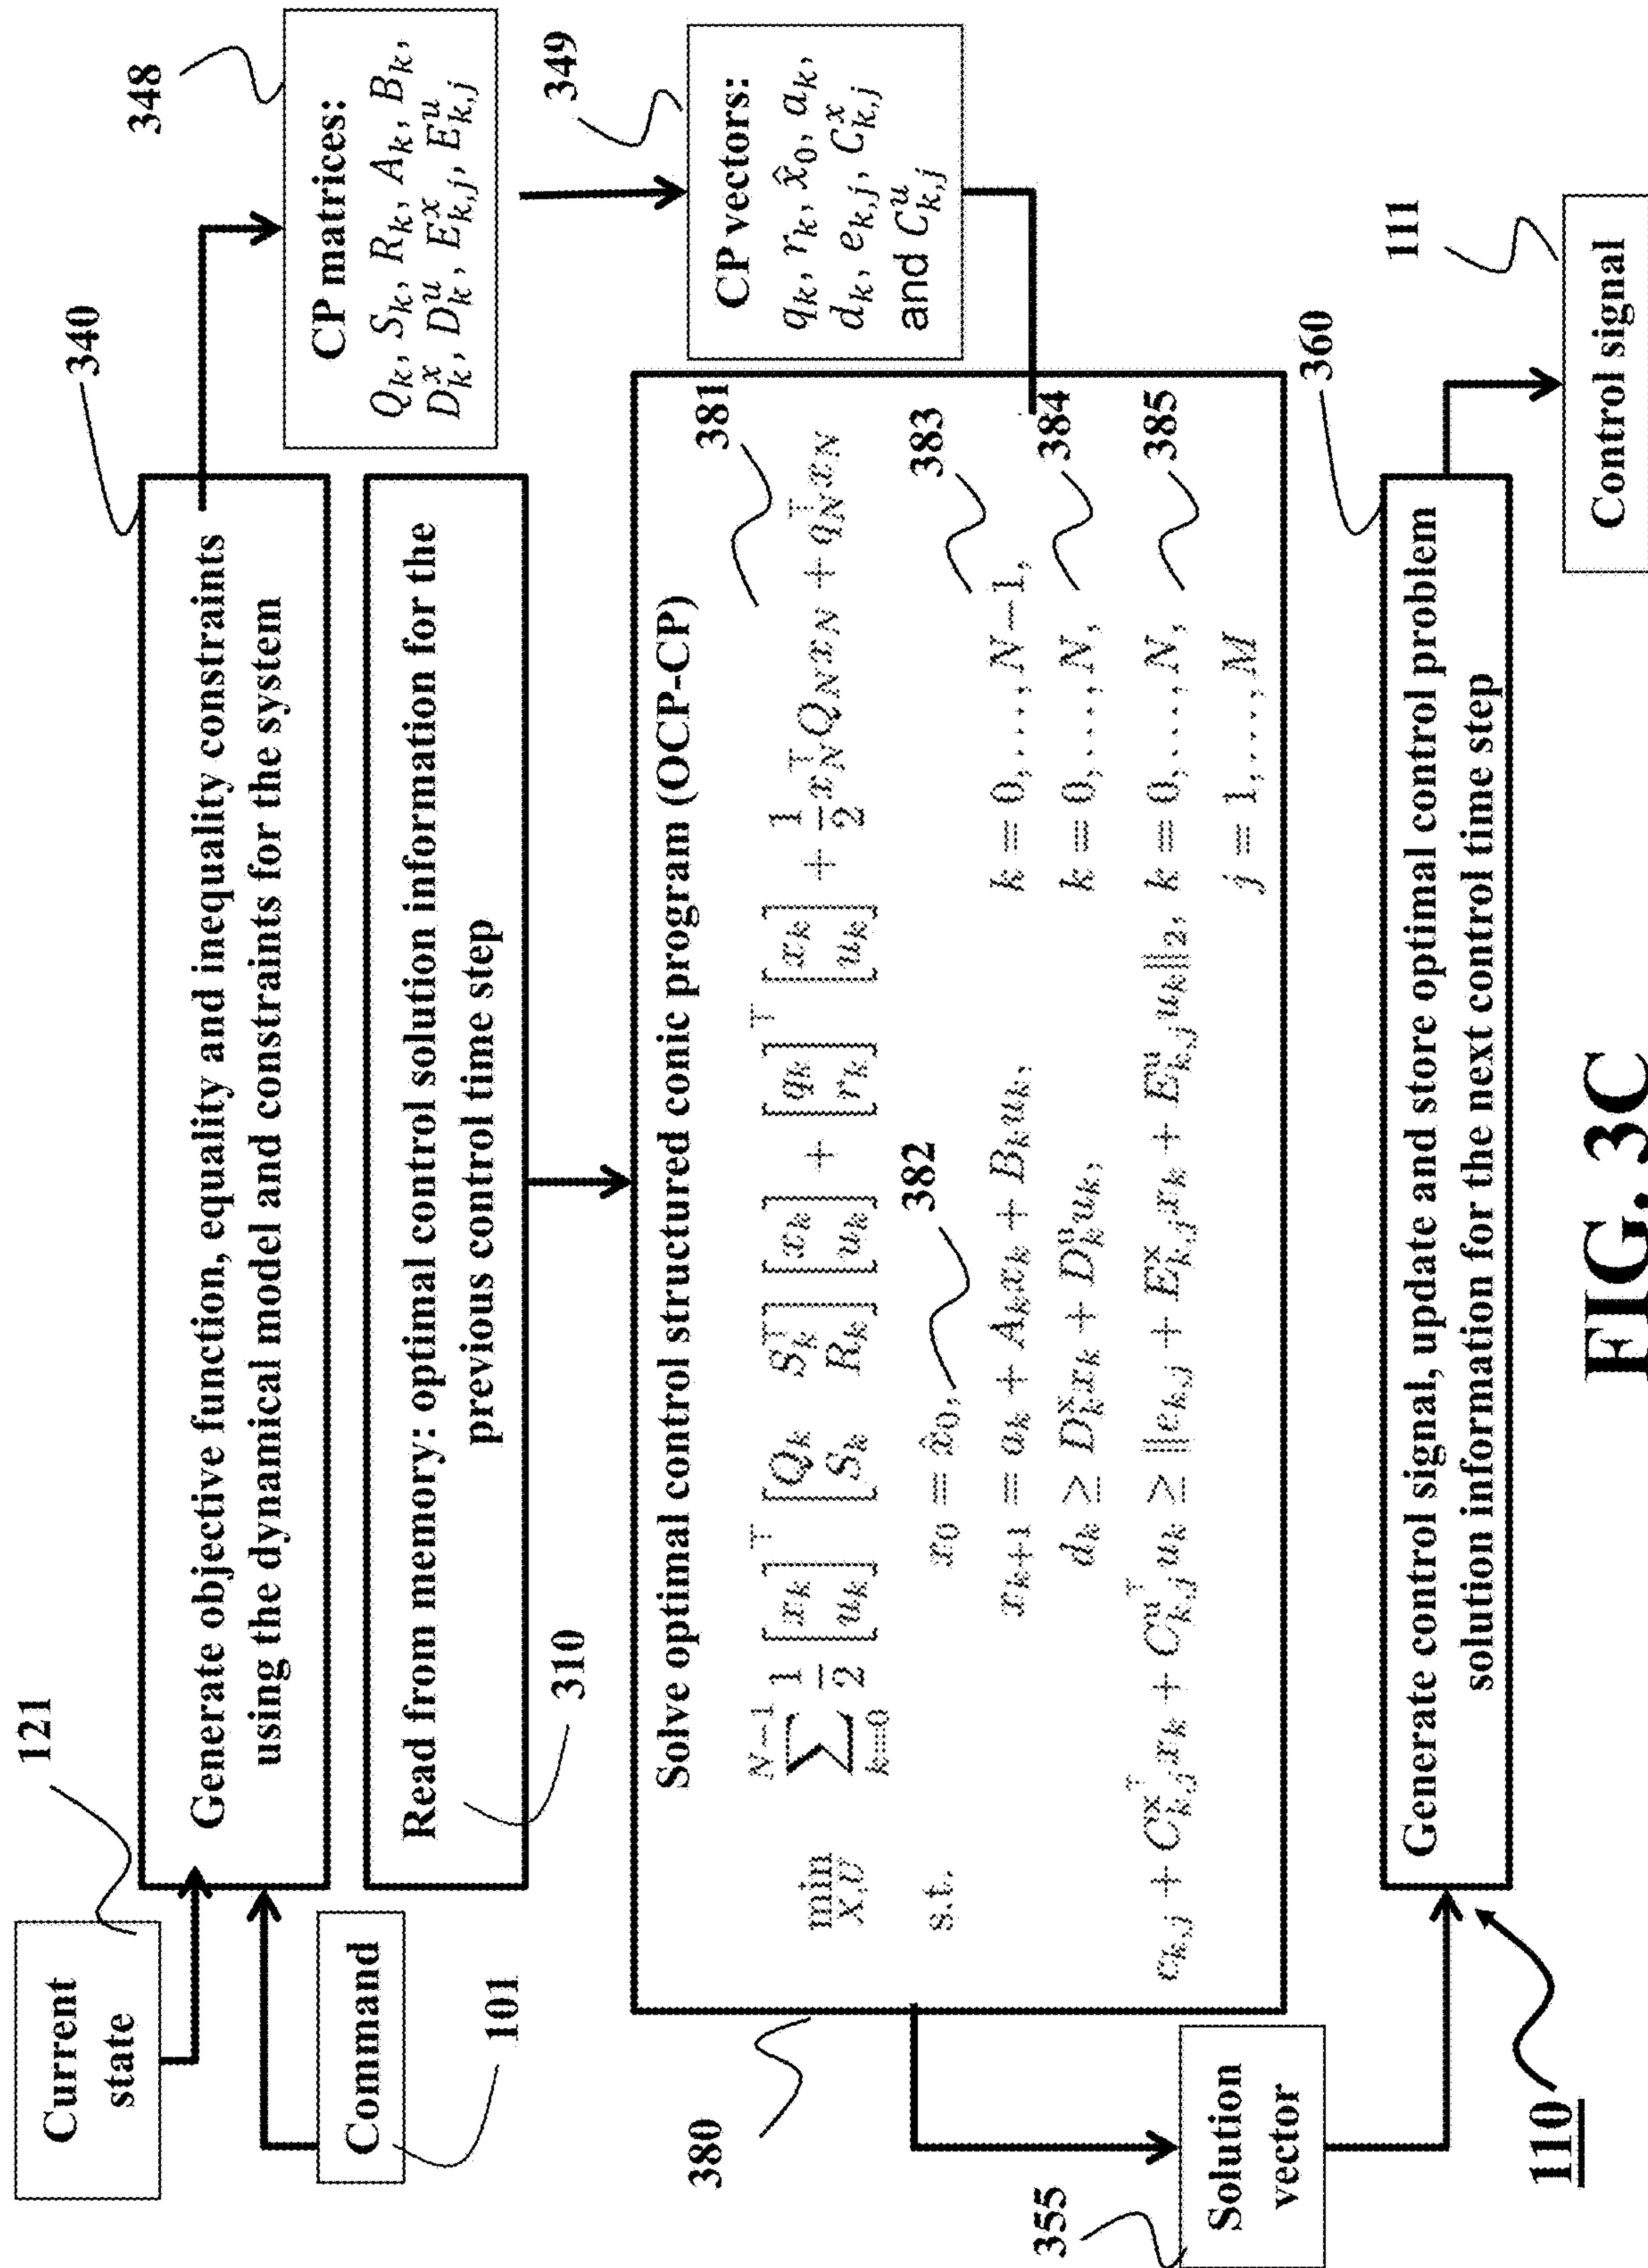 Current
state
121
Command
101
340
Generate objective function, equality and inequality constraints
using the dynamical model and constraints for the system
348
CP matrices:
Q_k, S_k, R_k, A_k, B_k,
D_k^x, D_k^u, E_{k,j}^x, E_{k,j}^u
Read from memory: optimal control solution information for the
previous control time step
310
349
CP vectors:
q_k, r_k, x̂_0, a_k,
d_k, e_{k,j}, C_{k,j}^x
and C_{k,j}^u
380
Solve optimal control structured conic program (OCP-CP)
381
min_{X,U} ∑_{k=0}^{N−1} 1/2 [x_k u_k]^⊤ [Q_k S_k^⊤ S_k R_k] [x_k u_k] + [q_k r_k]^⊤ [x_k u_k] + 1/2 x_N^⊤ Q_N x_N + q_N^⊤ x_N
382
s.t. x_0 = x̂_0,
383
x_{k+1} = a_k + A_k x_k + B_k u_k, k = 0,...,N−1,
384
d_k ≥ D_k^x x_k + D_k^u u_k, k = 0,...,N,
385
c_{k,j} + C_{k,j}^{x⊤} x_k + C_{k,j}^{u⊤} u_k ≥ ‖e_{k,j} + E_{k,j}^x x_k + E_{k,j}^u u_k‖_2, k = 0,...,N,
j = 1,...,M
355
Solution
vector
360
Generate control signal, update and store optimal control problem
solution information for the next control time step
111
Control signal
110
FIG. 3C